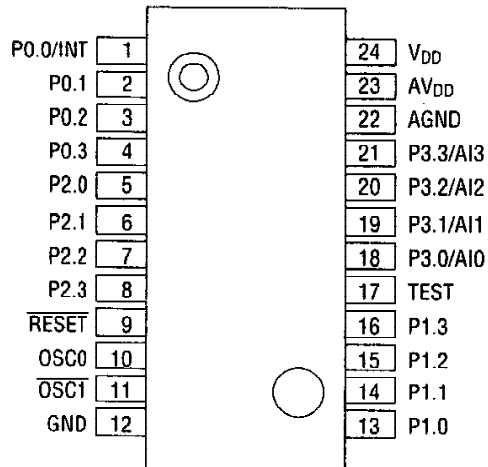 P0.0/INT 1 24 VDD
P0.1 2 23 AVDD
P0.2 3 22 AGND
P0.3 4 21 P3.3/AI3
P2.0 5 20 P3.2/AI2
P2.1 6 19 P3.1/AI1
P2.2 7 18 P3.0/AI0
P2.3 8 17 TEST
R̅E̅S̅E̅T̅ 9 16 P1.3
OSC0 10 15 P1.2
O̅S̅C̅1̅ 11 14 P1.1
GND 12 13 P1.0